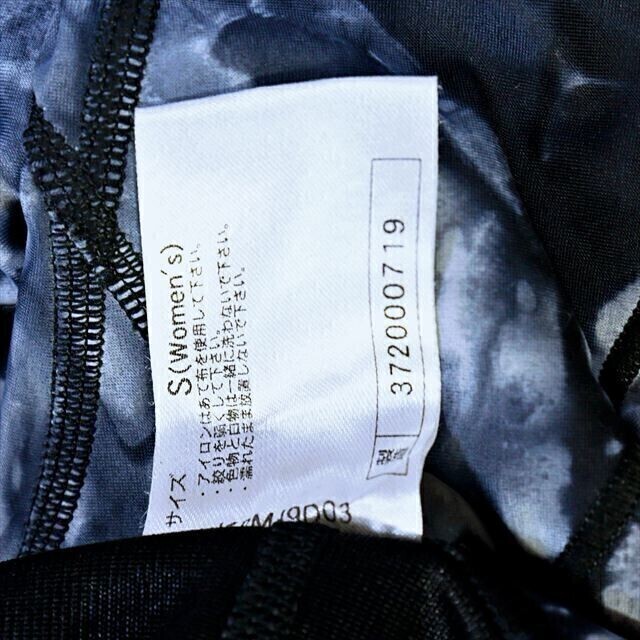 サイズ S(Women's)
・アイロンはあて布を使用して下さい。
・絞りを弱くして下さい。
・色物と白物は一緒に洗わないで下さい。
・濡れたまま放置しないで下さい。
372000719